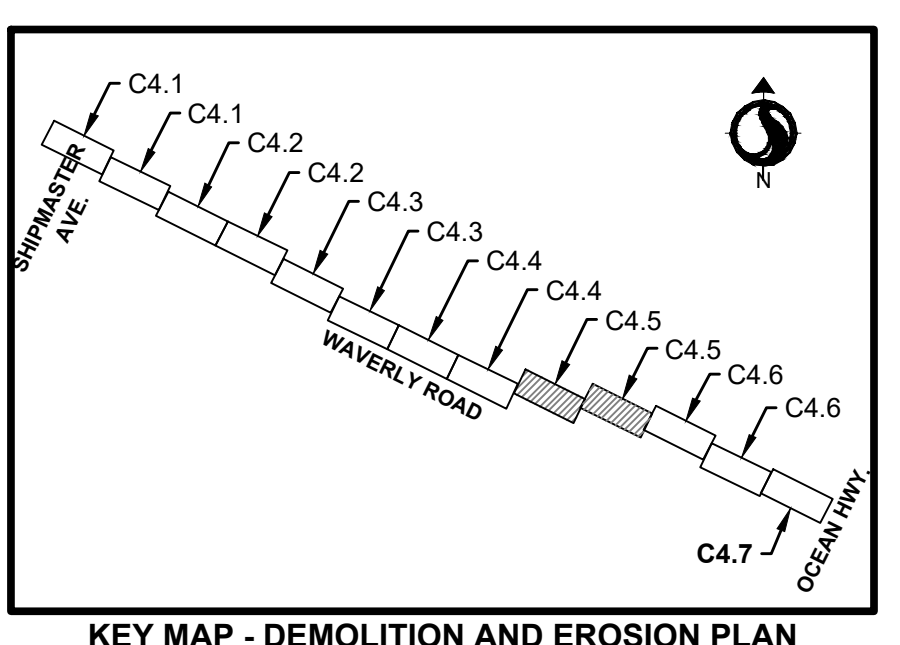 C4.1
C4.1
C4.2
C4.2
C4.3
C4.3
C4.4
C4.4
C4.5
C4.5
C4.6
C4.6
C4.7
SHIPMASTER
AVE.
WAVERLY ROAD
OCEAN HWY.
N
KEY MAP - DEMOLITION AND EROSION PLAN